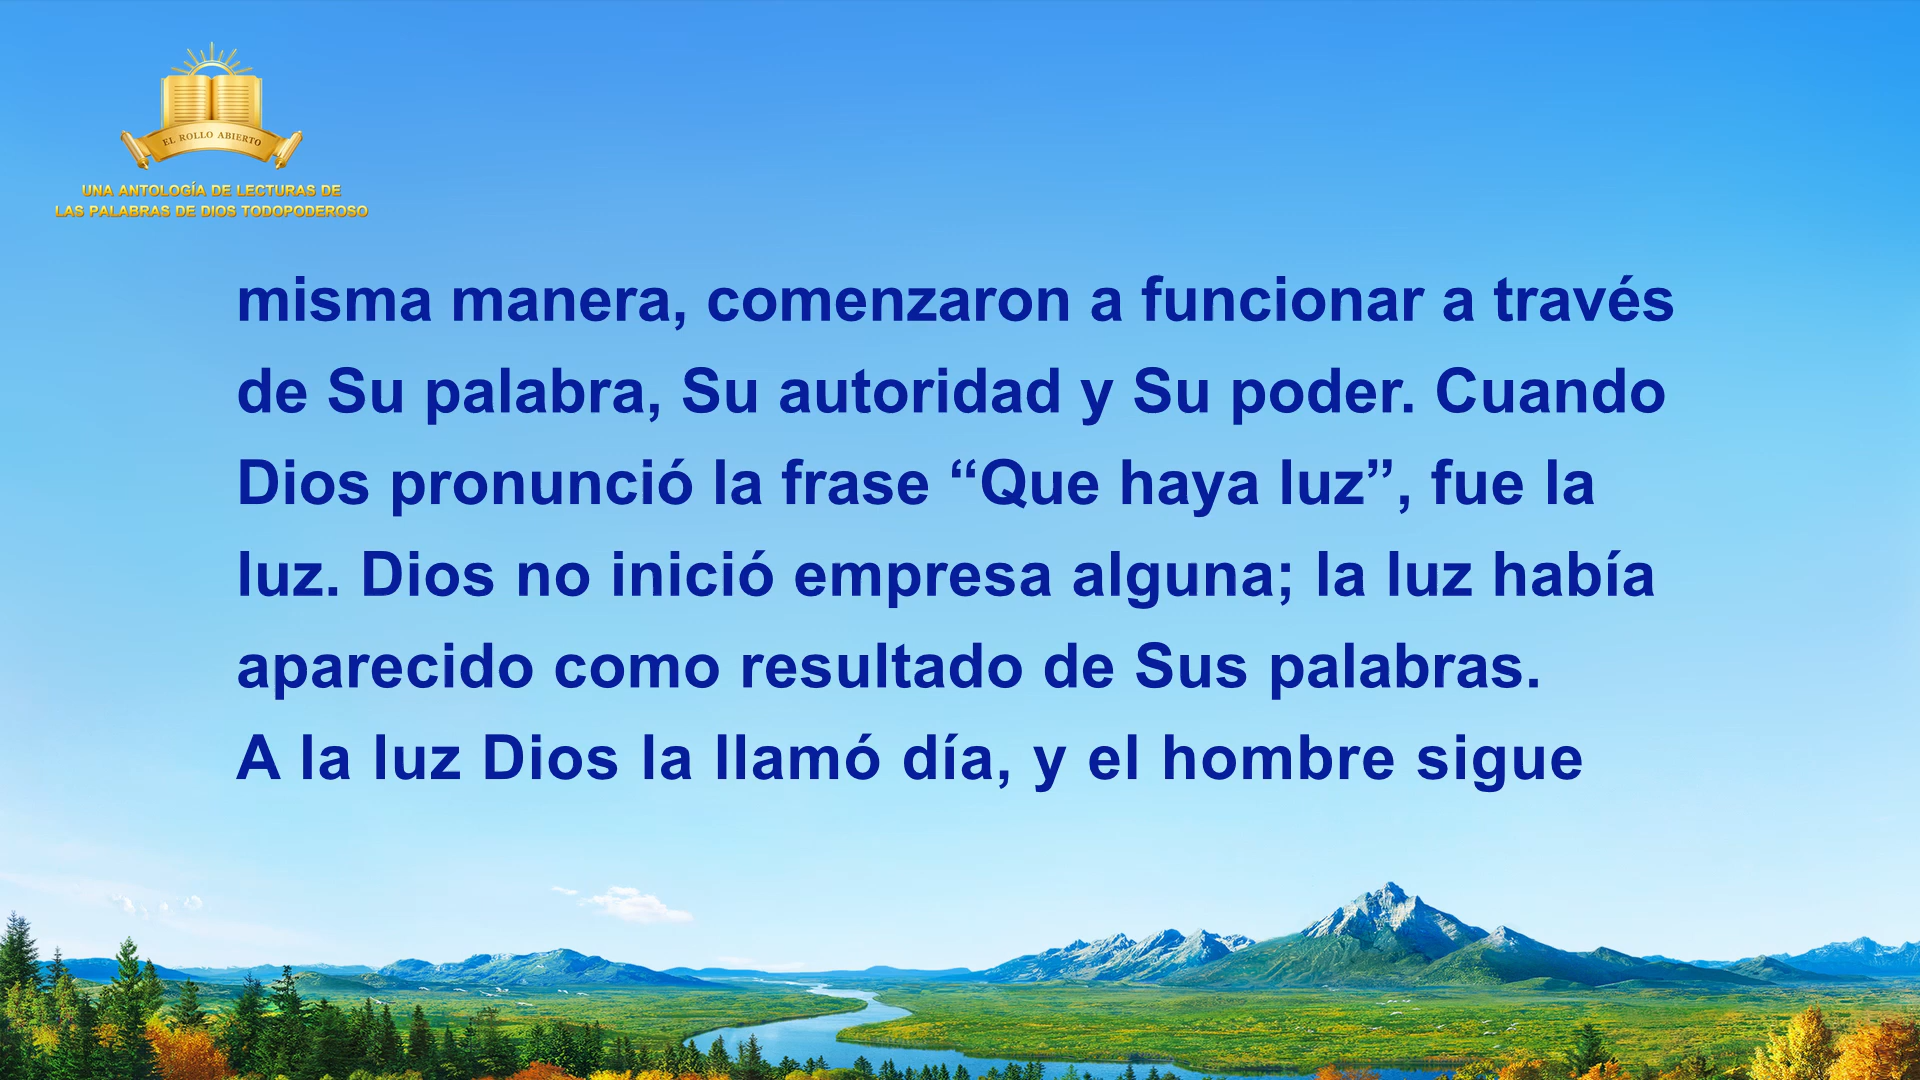 EL ROLLO ABIERTO
UNA ANTOLOGÍA DE LECTURAS DE
LAS PALABRAS DE DIOS TODOPODEROSO
misma manera, comenzaron a funcionar a través
de Su palabra, Su autoridad y Su poder. Cuando
Dios pronunció la frase “Que haya luz”, fue la
luz. Dios no inició empresa alguna; la luz había
aparecido como resultado de Sus palabras.
A la luz Dios la llamó día, y el hombre sigue